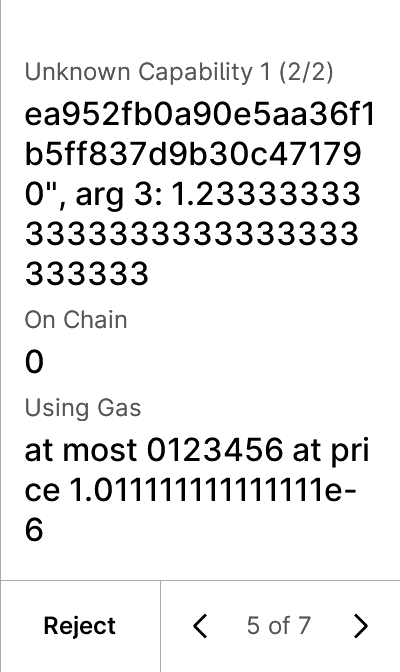 Unknown Capability 1 (2/2)
ea952fb0a90e5aa36f1
b5ff837d9b30c47179
0", arg 3: 1.23333333
3333333333333333333
333333
On Chain
0
Using Gas
at most 0123456 at pri
ce 1.011111111111111e-
6
Reject
5 of 7